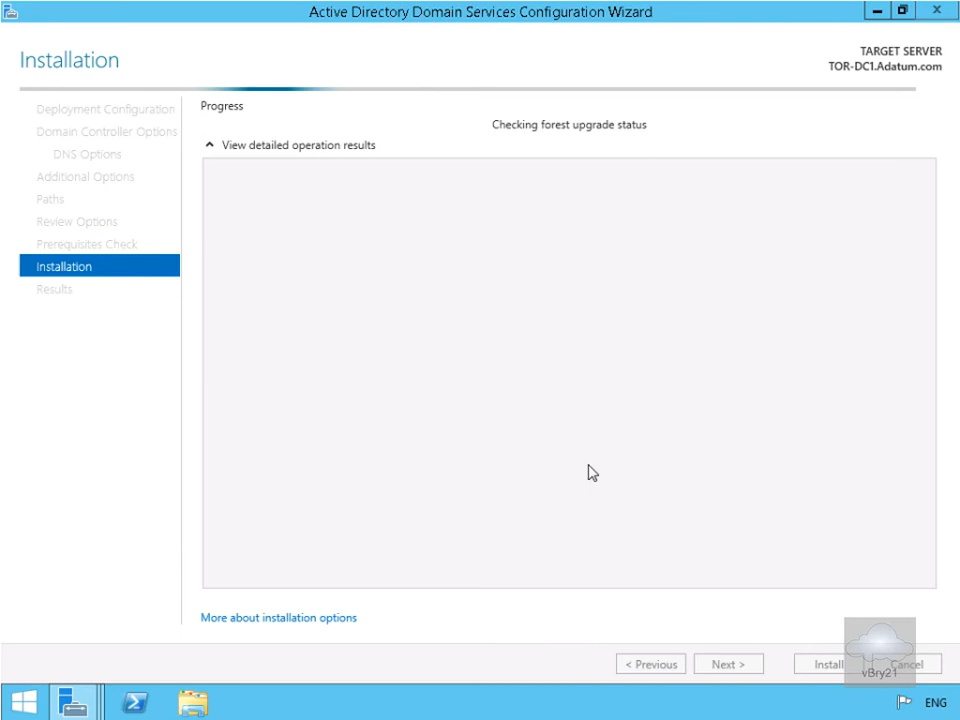 Active Directory Domain Services Configuration Wizard
Installation
TARGET SERVER
TOR-DC1.Adatum.com
Deployment Configuration
Domain Controller Options
DNS Options
Additional Options
Paths
Review Options
Prerequisites Check
Installation
Results
Progress
Checking forest upgrade status
View detailed operation results
More about installation options
< Previous
Next >
Install
Cancel
vBry21
ENG